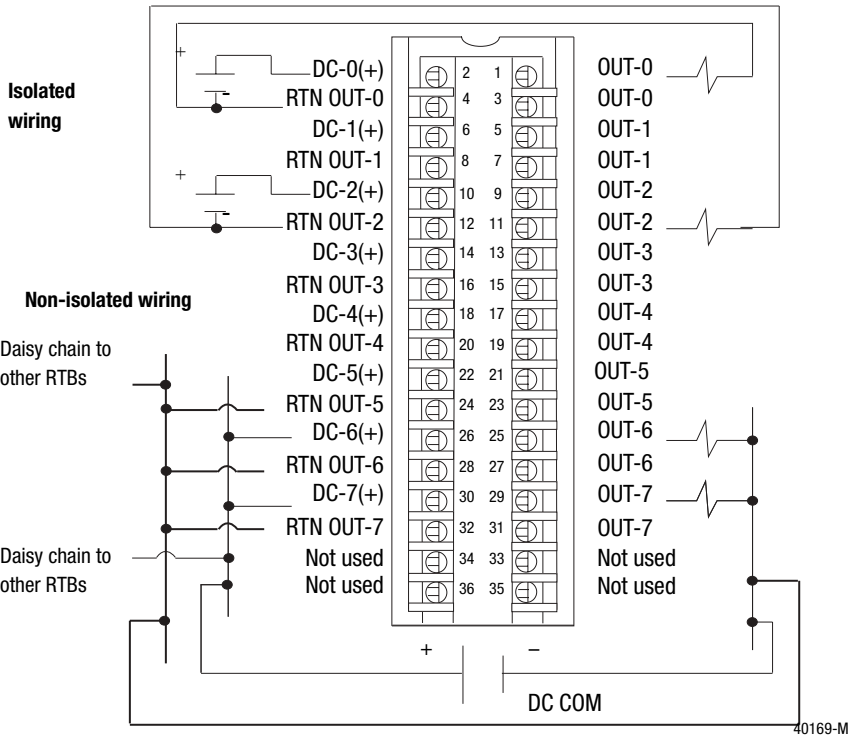 + DC-0(+) 2 1 OUT-0
Isolated
wiring
- RTN OUT-0 4 3 OUT-0
DC-1(+) 6 5 OUT-1
RTN OUT-1 8 7 OUT-1
+ DC-2(+) 10 9 OUT-2
- RTN OUT-2 12 11 OUT-2
DC-3(+) 14 13 OUT-3
RTN OUT-3 16 15 OUT-3
Non-isolated wiring
DC-4(+) 18 17 OUT-4
RTN OUT-4 20 19 OUT-4
Daisy chain to
other RTBs
DC-5(+) 22 21 OUT-5
RTN OUT-5 24 23 OUT-5
DC-6(+) 26 25 OUT-6
RTN OUT-6 28 27 OUT-6
DC-7(+) 30 29 OUT-7
RTN OUT-7 32 31 OUT-7
Daisy chain to
other RTBs
Not used 34 33 Not used
Not used 36 35 Not used
+ –
DC COM
40169-M